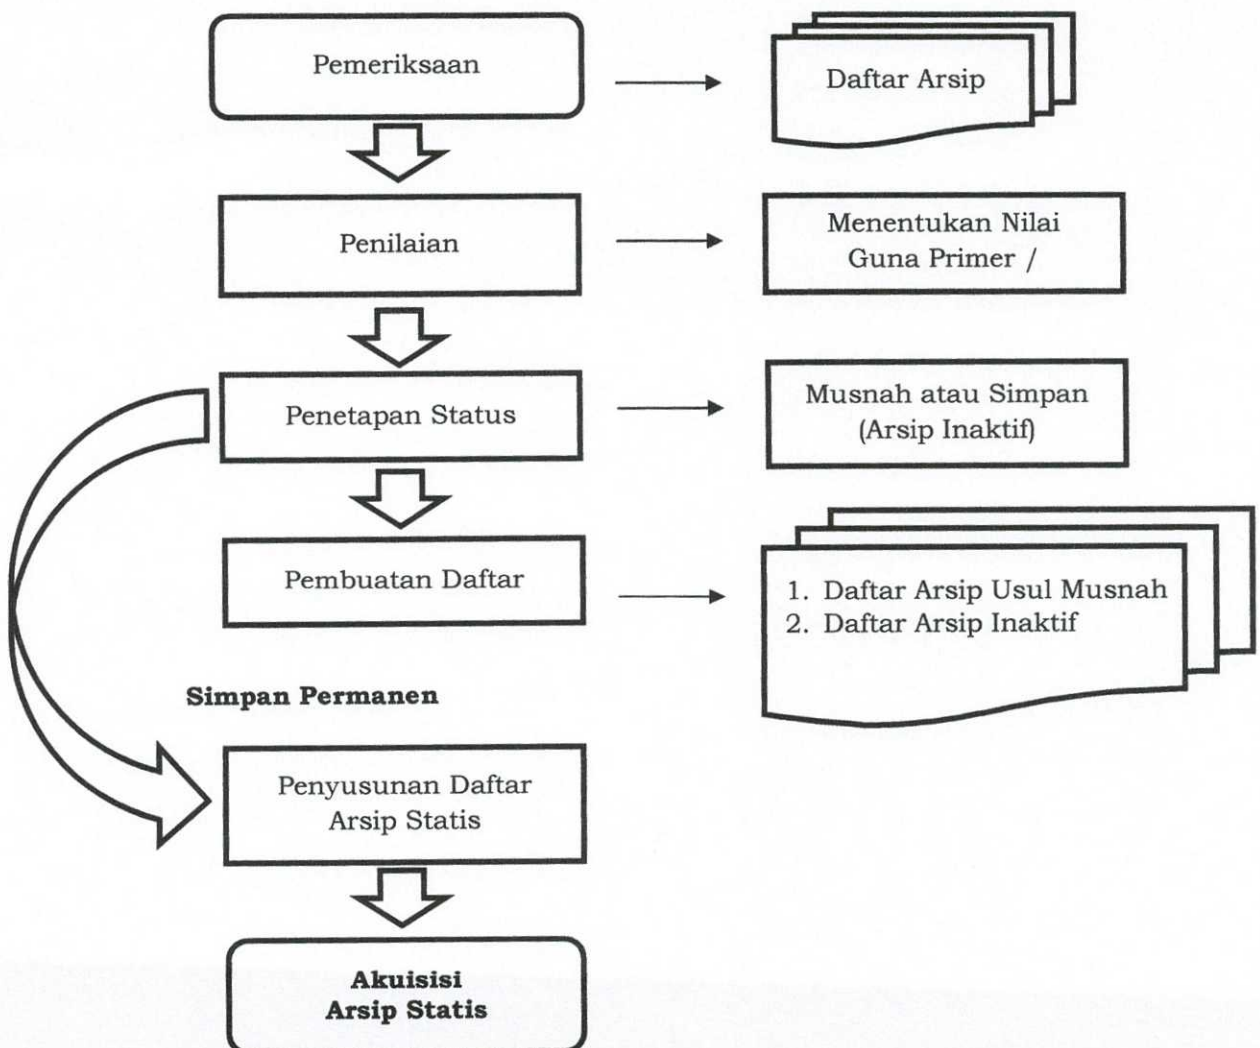 Pemeriksaan
Daftar Arsip
Penilaian
Menentukan Nilai
Guna Primer /
Penetapan Status
Musnah atau Simpan
(Arsip Inaktif)
Pembuatan Daftar
1. Daftar Arsip Usul Musnah
2. Daftar Arsip Inaktif
Simpan Permanen
Penyusunan Daftar
Arsip Statis
Akuisisi
Arsip Statis